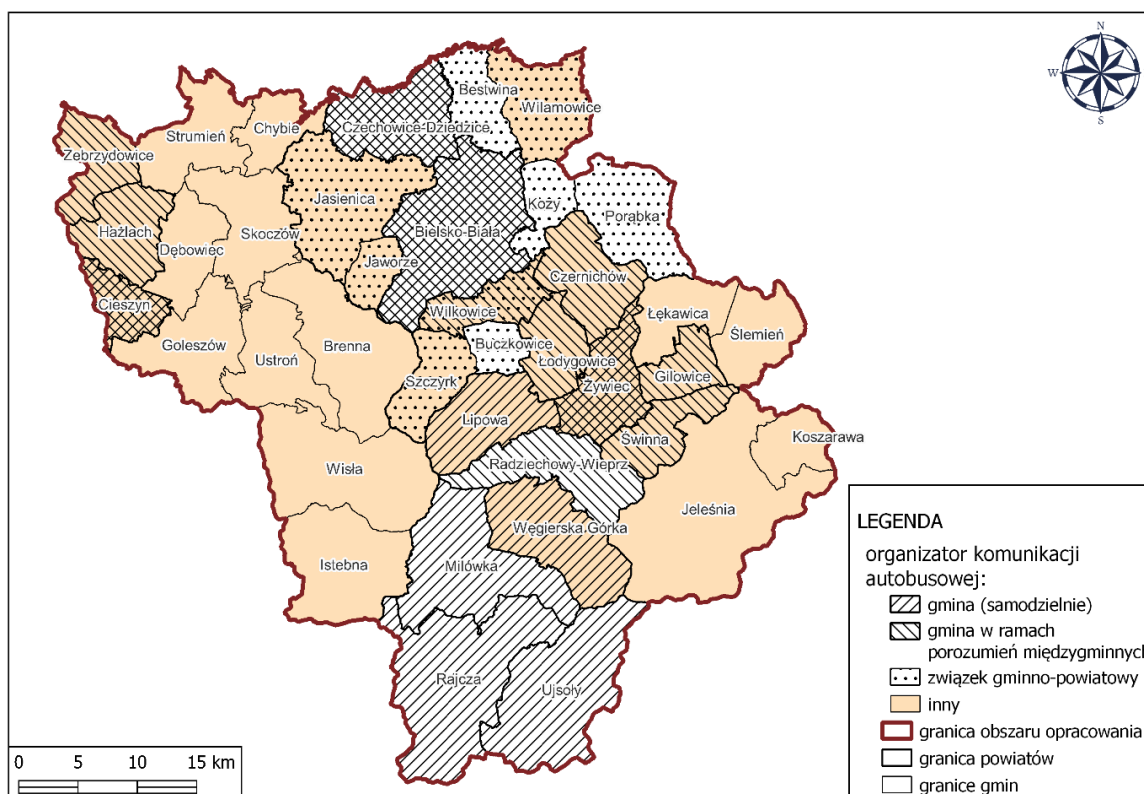 N
W
E
S
Bestwina
Wilamowice
Czechowice-Dziedzice
Chybie
Strumień
Zebrzydowice
Jasienica
Kozy
Porąbka
Hażlach
Skoczów
Bielsko-Biała
Dębowiec
Jaworze
Czernichów
Cieszyn
Wilkowice
Łękawica
Ślemień
Goleszów
Ustroń
Brenna
Buczkowice
Łodygowice
Gilowice
Szczyrk
Żywiec
Lipowa
Świnna
Koszarawa
Wisła
Radziechowy-Wieprz
Jeleśnia
Węgierska Górka
Istebna
Milówka
Rajcza
Ujsoły
LEGENDA
organizator komunikacji
autobusowej:
gmina (samodzielnie)
gmina w ramach
porozumień międzygminnych
związek gminno-powiatowy
inny
granica obszaru opracowania
granica powiatów
granice gmin
0 5 10 15 km